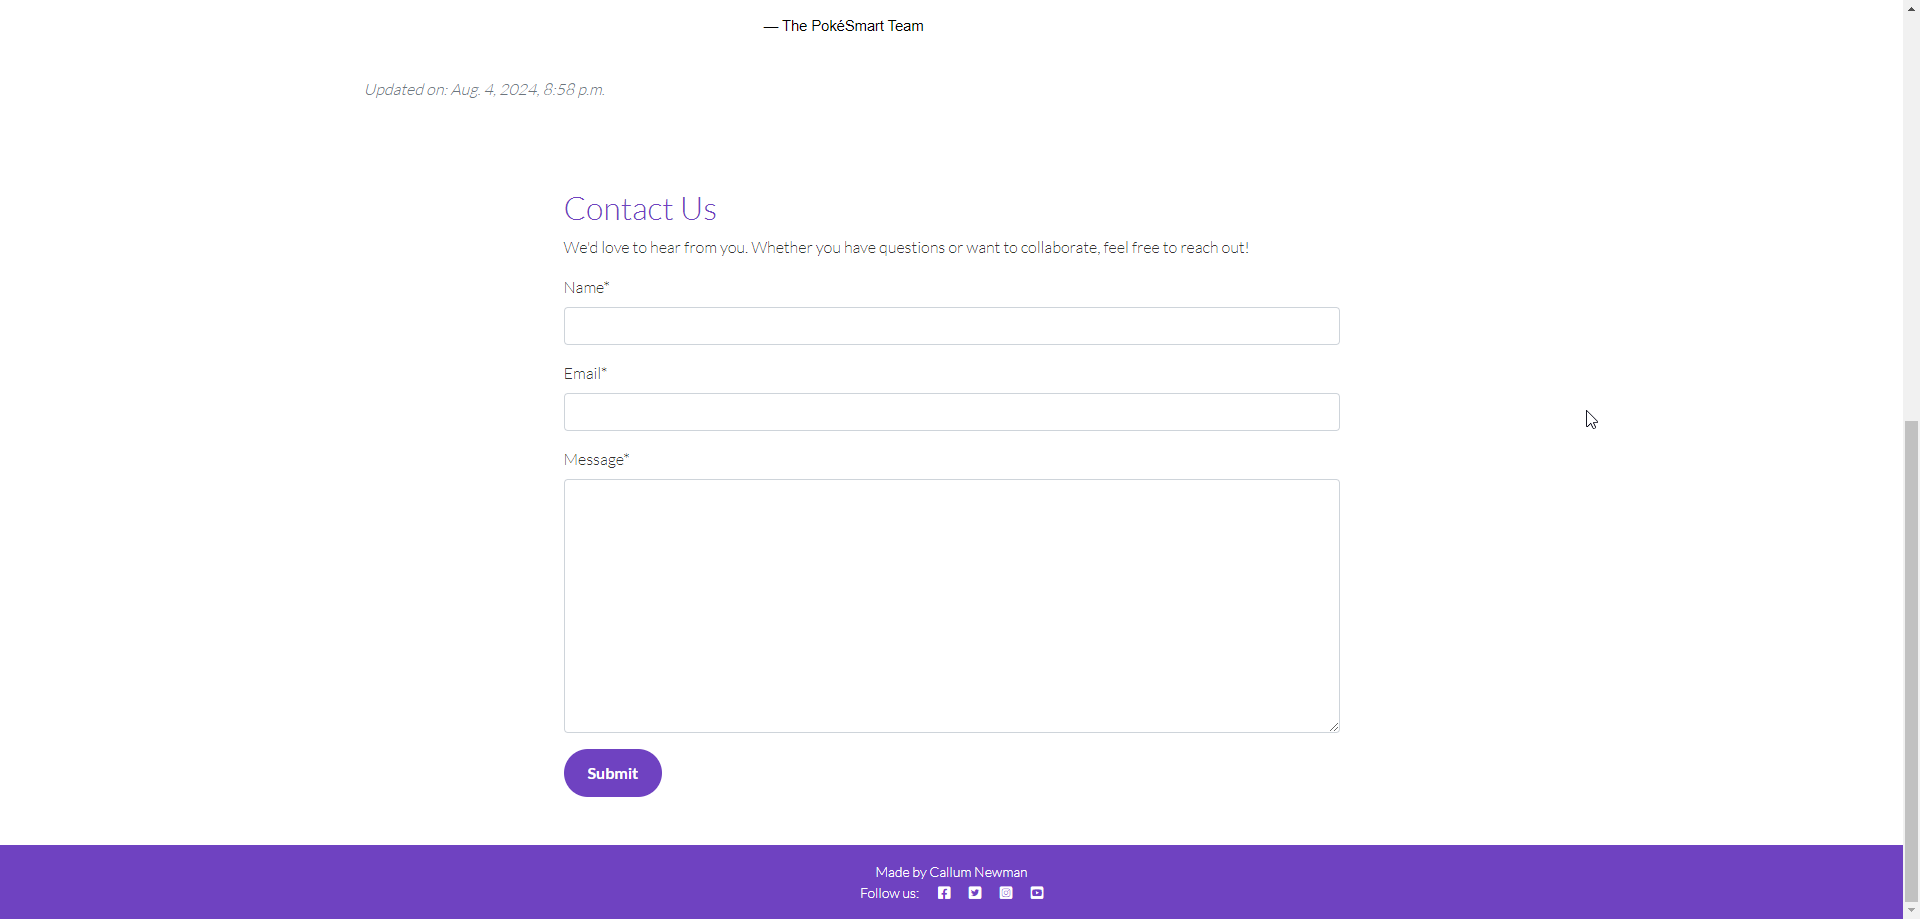 — The PokéSmart Team
Updated on: Aug. 4, 2024, 8:58 p.m.
Contact Us
We'd love to hear from you. Whether you have questions or want to collaborate, feel free to reach out!
Name*
Email*
Message*
Submit
Made by Callum Newman
Follow us: